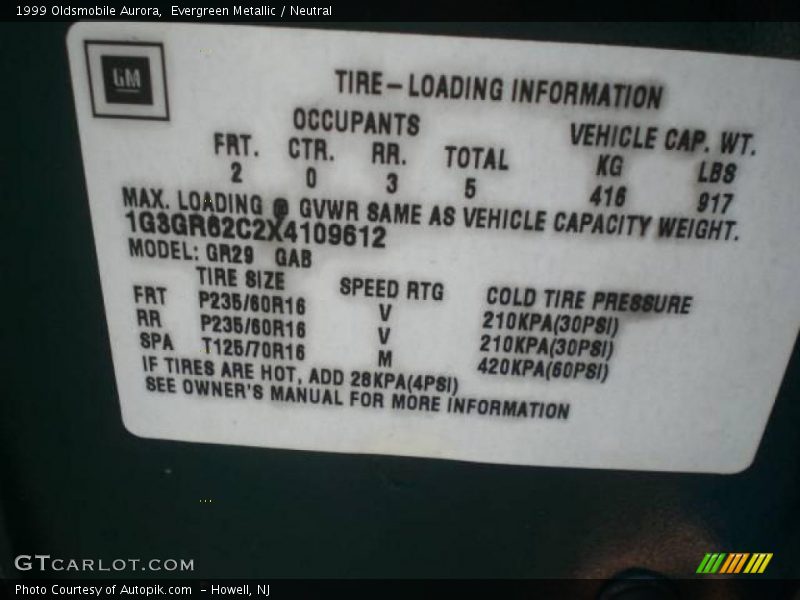 1999 Oldsmobile Aurora,  Evergreen Metallic / Neutral
GM
TIRE-LOADING INFORMATION
OCCUPANTS VEHICLE CAP. WT.
FRT. CTR. RR. TOTAL KG LBS
2 0 3 5 416 917
MAX. LOADING @ GVWR SAME AS VEHICLE CAPACITY WEIGHT.
1G3GR62C2X4109612
MODEL: GR29 GAB
TIRE SIZE SPEED RTG COLD TIRE PRESSURE
FRT P235/60R16 V 210KPA(30PSI)
RR P235/60R16 V 210KPA(30PSI)
SPA T125/70R16 M 420KPA(60PSI)
IF TIRES ARE HOT, ADD 28KPA(4PSI)
SEE OWNER'S MANUAL FOR MORE INFORMATION
GTCARLOT.COM
Photo Courtesy of Autopik.com  - Howell, NJ